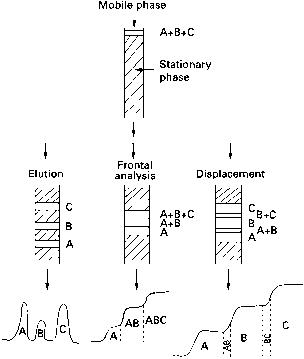 Mobile phase
A+B+C
Stationary
phase
Elution
Frontal
analysis
Displacement
C
B
A
A+B+C
A+B
A
C
B+C
B
A+B
A
A
B
C
A
AB
ABC
A
AB
B
BC
C